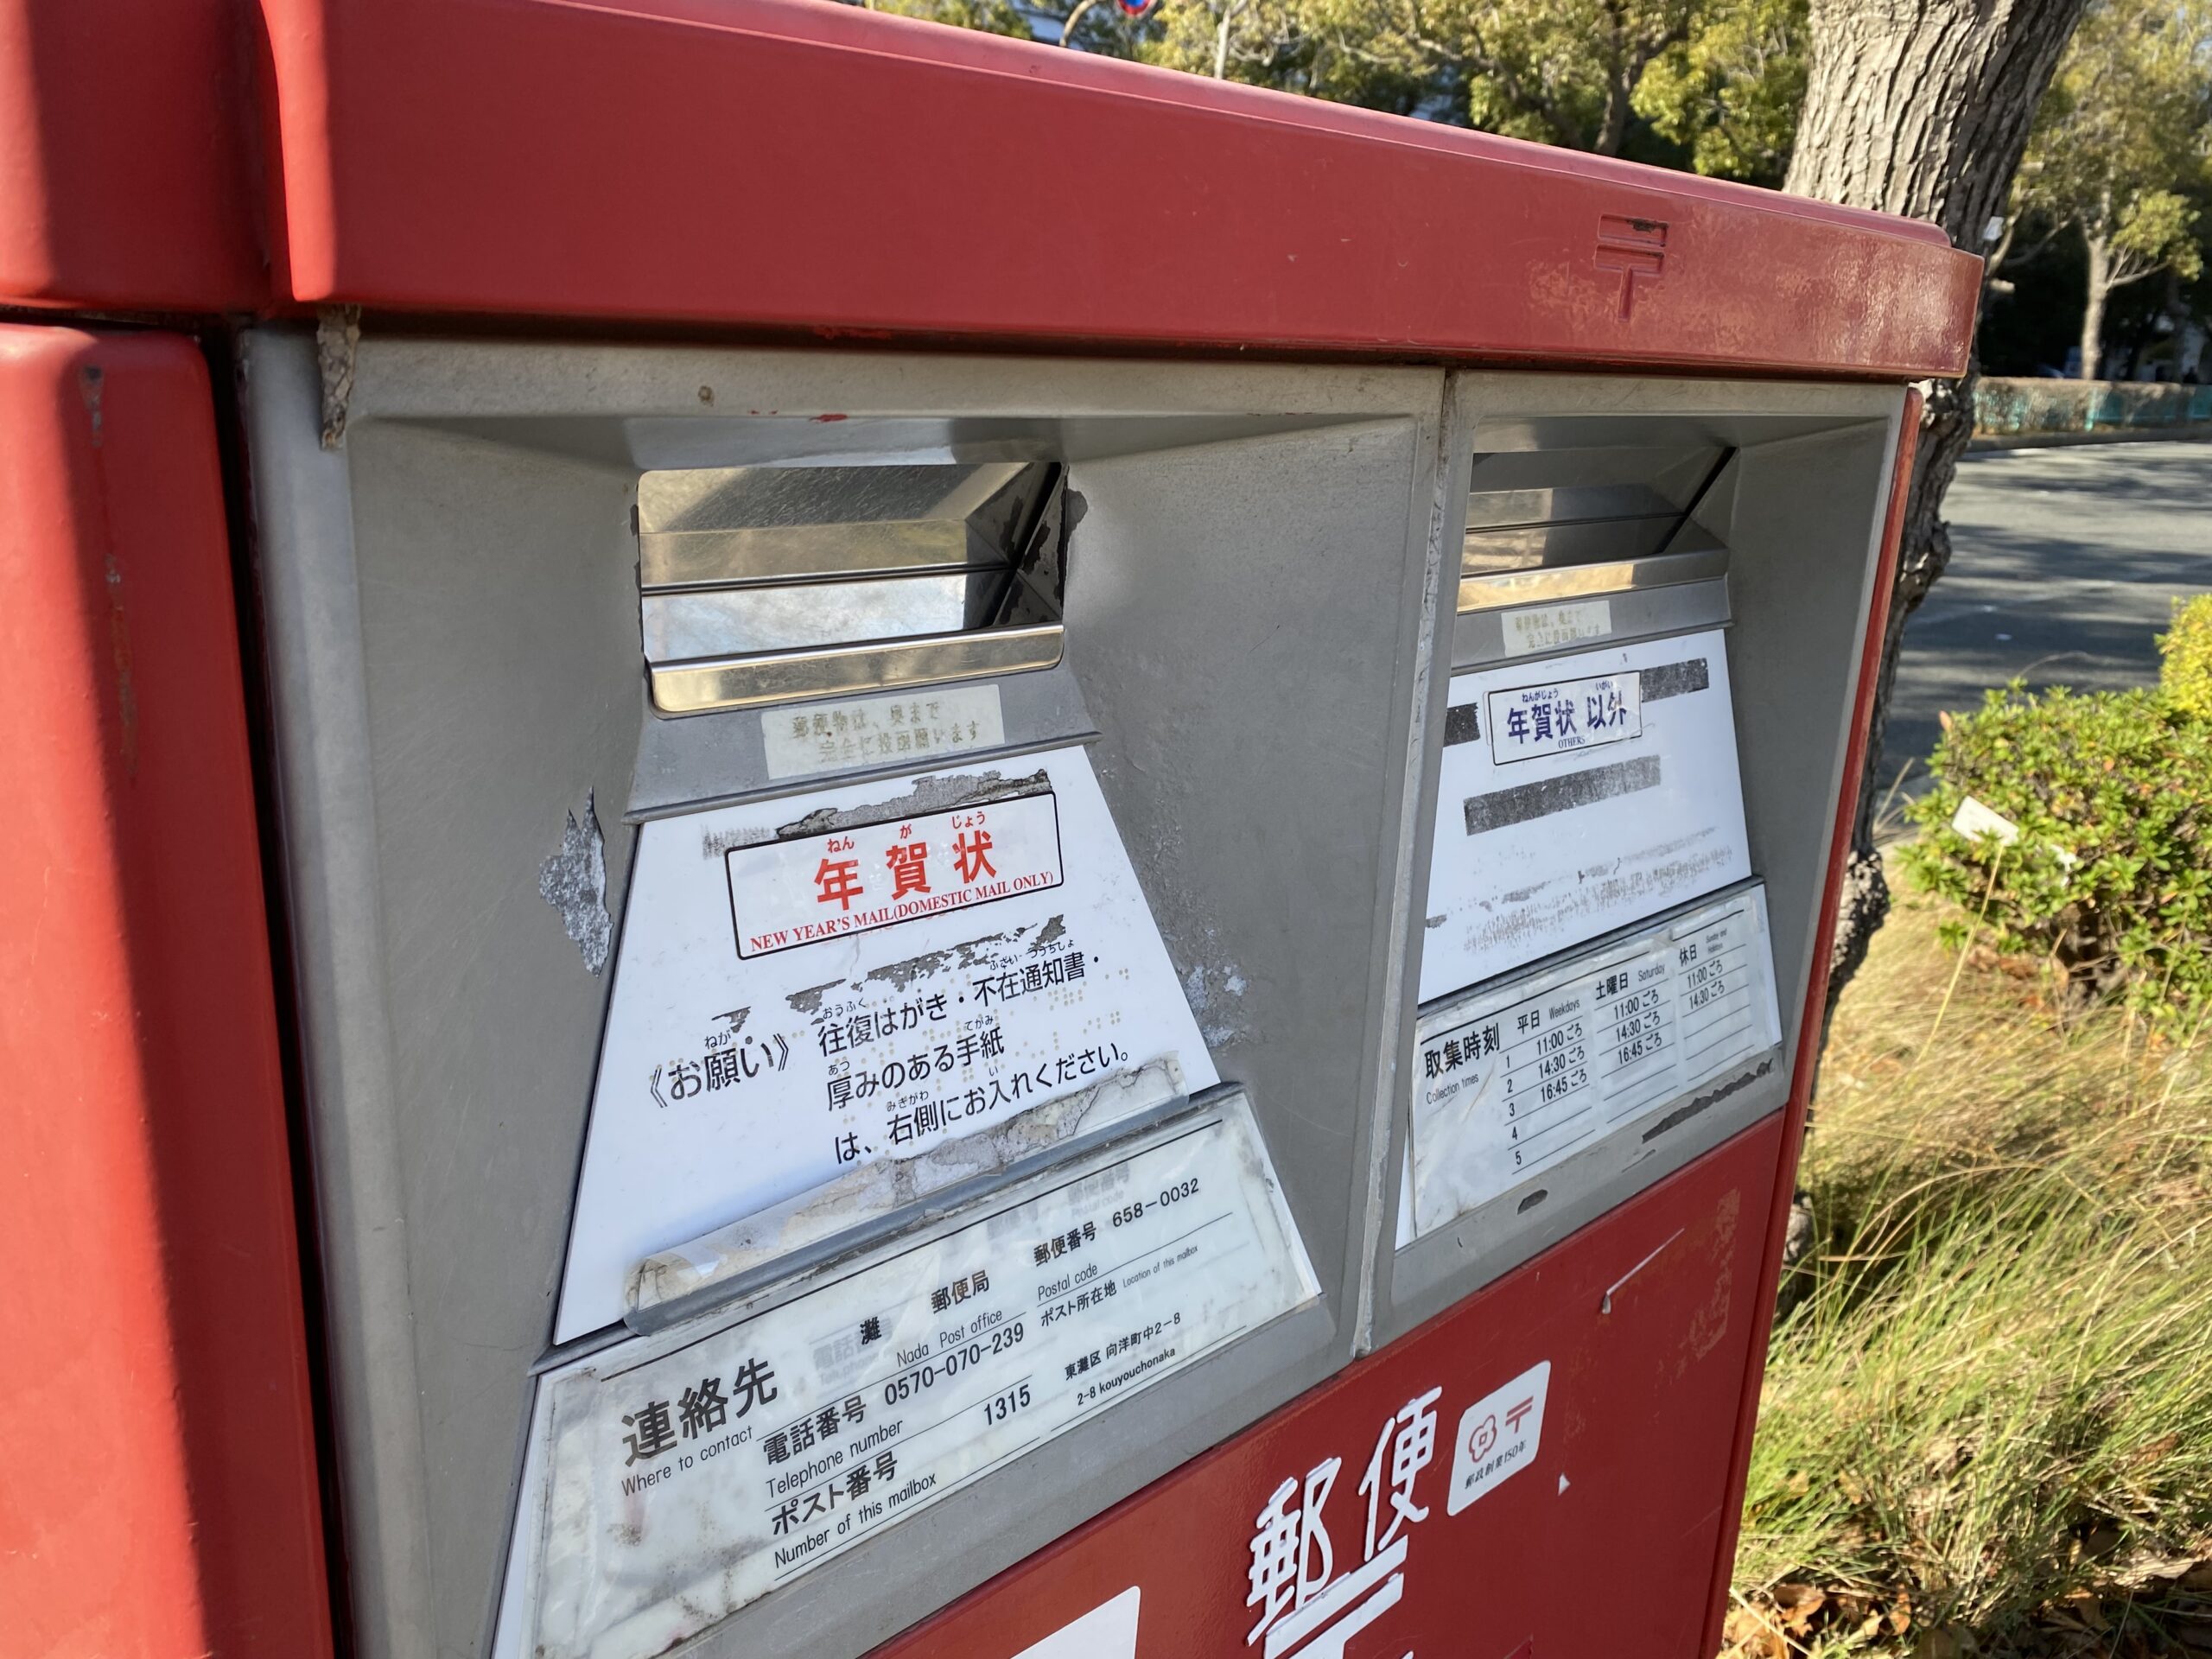 郵便物は、奥まで
完全に投函願います
ねん が じょう
年賀状
NEW YEAR'S MAIL(DOMESTIC MAIL ONLY)
ふざい つうちしょ
おうふく
ねが
《お願い》 往復はがき・不在通知書・
てがみ
あつ
厚みのある手紙
みぎがわ い
は、右側にお入れください。
連絡先
Where to contact
灘 郵便局
Nada Post office
電話番号 0570-070-239
Telephone number
ポスト番号 1315
Number of this mailbox
郵便番号 658-0032
Postal code
ポスト所在地 Location of this mailbox
東灘区 向洋町中2-8
2-8 kouyouchonaka
ねんがじょう いがい
年賀状 以外
OTHERS
取集時刻
Collection times
平日 Weekdays 土曜日 Saturday 休日 Sunday and Holidays
1 11:00ごろ 11:00ごろ 11:00ごろ
2 14:30ごろ 14:30ごろ 14:30ごろ
3 16:45ごろ 16:45ごろ
4
5
郵便
〒
郵政創業150年